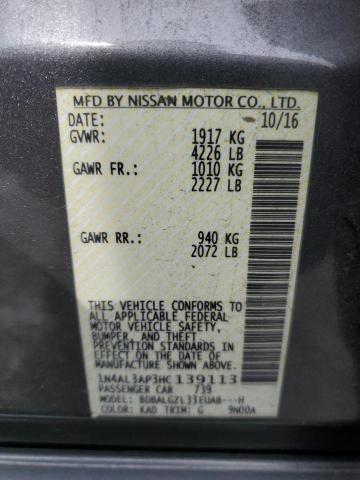 MFD BY NISSAN MOTOR CO., LTD.
DATE: 10/16
GVWR: 1917 KG
4226 LB
GAWR FR: 1010 KG
2227 LB
GAWR RR: 940 KG
2072 LB
THIS VEHICLE CONFORMS TO
ALL APPLICABLE FEDERAL
MOTOR VEHICLE SAFETY,
BUMPER, AND THEFT
PREVENTION STANDARDS
IN EFFECT ON THE DATE OF
MANUFACTURE SHOWN ABOVE.
1N4AL3AP3HC139113
PASSENGER CAR 739
MODEL: BDBALGZL33EUA8---H
COLOR: KAD TRIM: G 9N00A